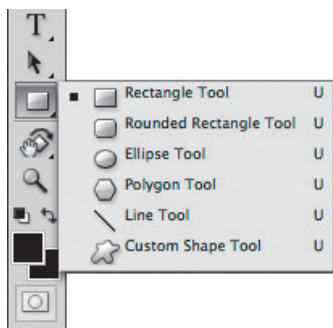 T
Rectangle Tool U
Rounded Rectangle Tool U
Ellipse Tool U
Polygon Tool U
Line Tool U
Custom Shape Tool U